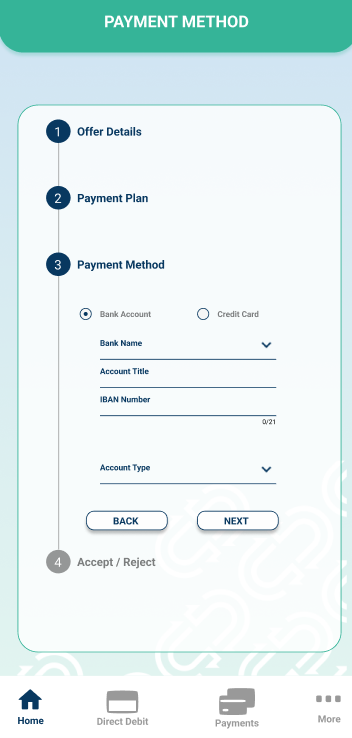 PAYMENT METHOD
1 Offer Details
2 Payment Plan
3 Payment Method
Bank Account Credit Card
Bank Name
Account Title
IBAN Number
0/21
Account Type
BACK NEXT
4 Accept / Reject
Home Direct Debit Payments More